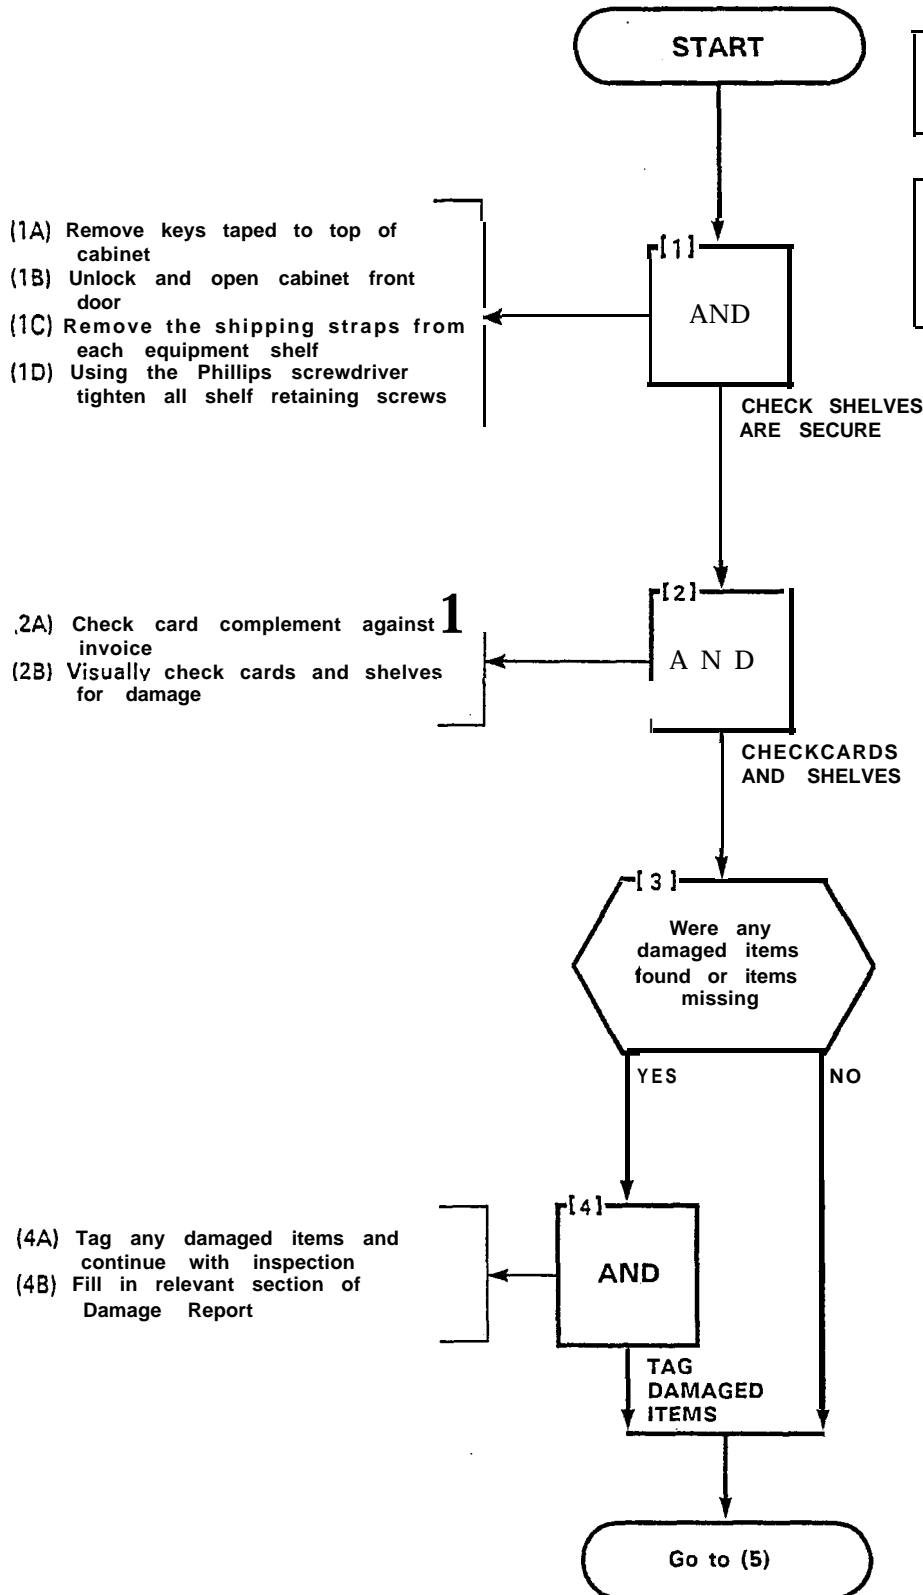 START
[1]
(1A) Remove keys taped to top of
cabinet
(1B) Unlock and open cabinet front
door
(1C) Remove the shipping straps from
each equipment shelf
(1D) Using the Phillips screwdriver
tighten all shelf retaining screws
AND
CHECK SHELVES
ARE SECURE
[2]
2A) Check card complement against
invoice
(2B) Visually check cards and shelves
for damage
AND
CHECKCARDS
AND SHELVES
[3]
Were any
damaged items
found or items
missing
YES
NO
[4]
(4A) Tag any damaged items and
continue with inspection
(4B) Fill in relevant section of
Damage Report
AND
TAG
DAMAGED
ITEMS
Go to (5)